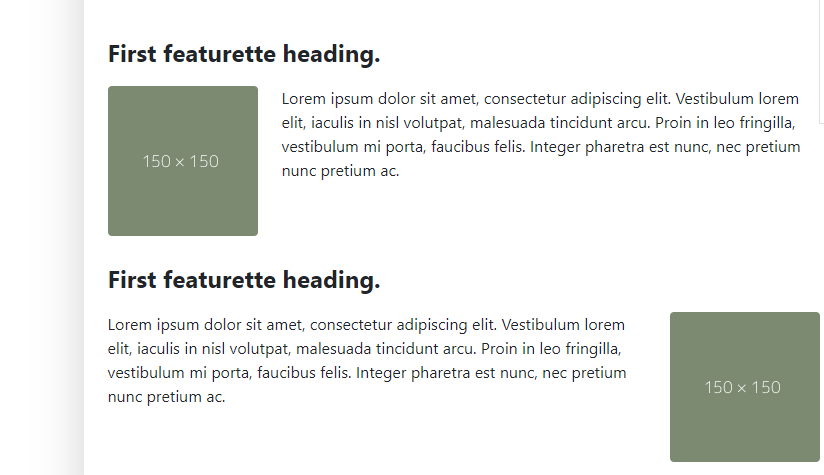 First featurette heading.
150 × 150
Lorem ipsum dolor sit amet, consectetur adipiscing elit. Vestibulum lorem
elit, iaculis in nisl volutpat, malesuada tincidunt arcu. Proin in leo fringilla,
vestibulum mi porta, faucibus felis. Integer pharetra est nunc, nec pretium
nunc pretium ac.
First featurette heading.
Lorem ipsum dolor sit amet, consectetur adipiscing elit. Vestibulum lorem
elit, iaculis in nisl volutpat, malesuada tincidunt arcu. Proin in leo fringilla,
vestibulum mi porta, faucibus felis. Integer pharetra est nunc, nec pretium
nunc pretium ac.
150 × 150